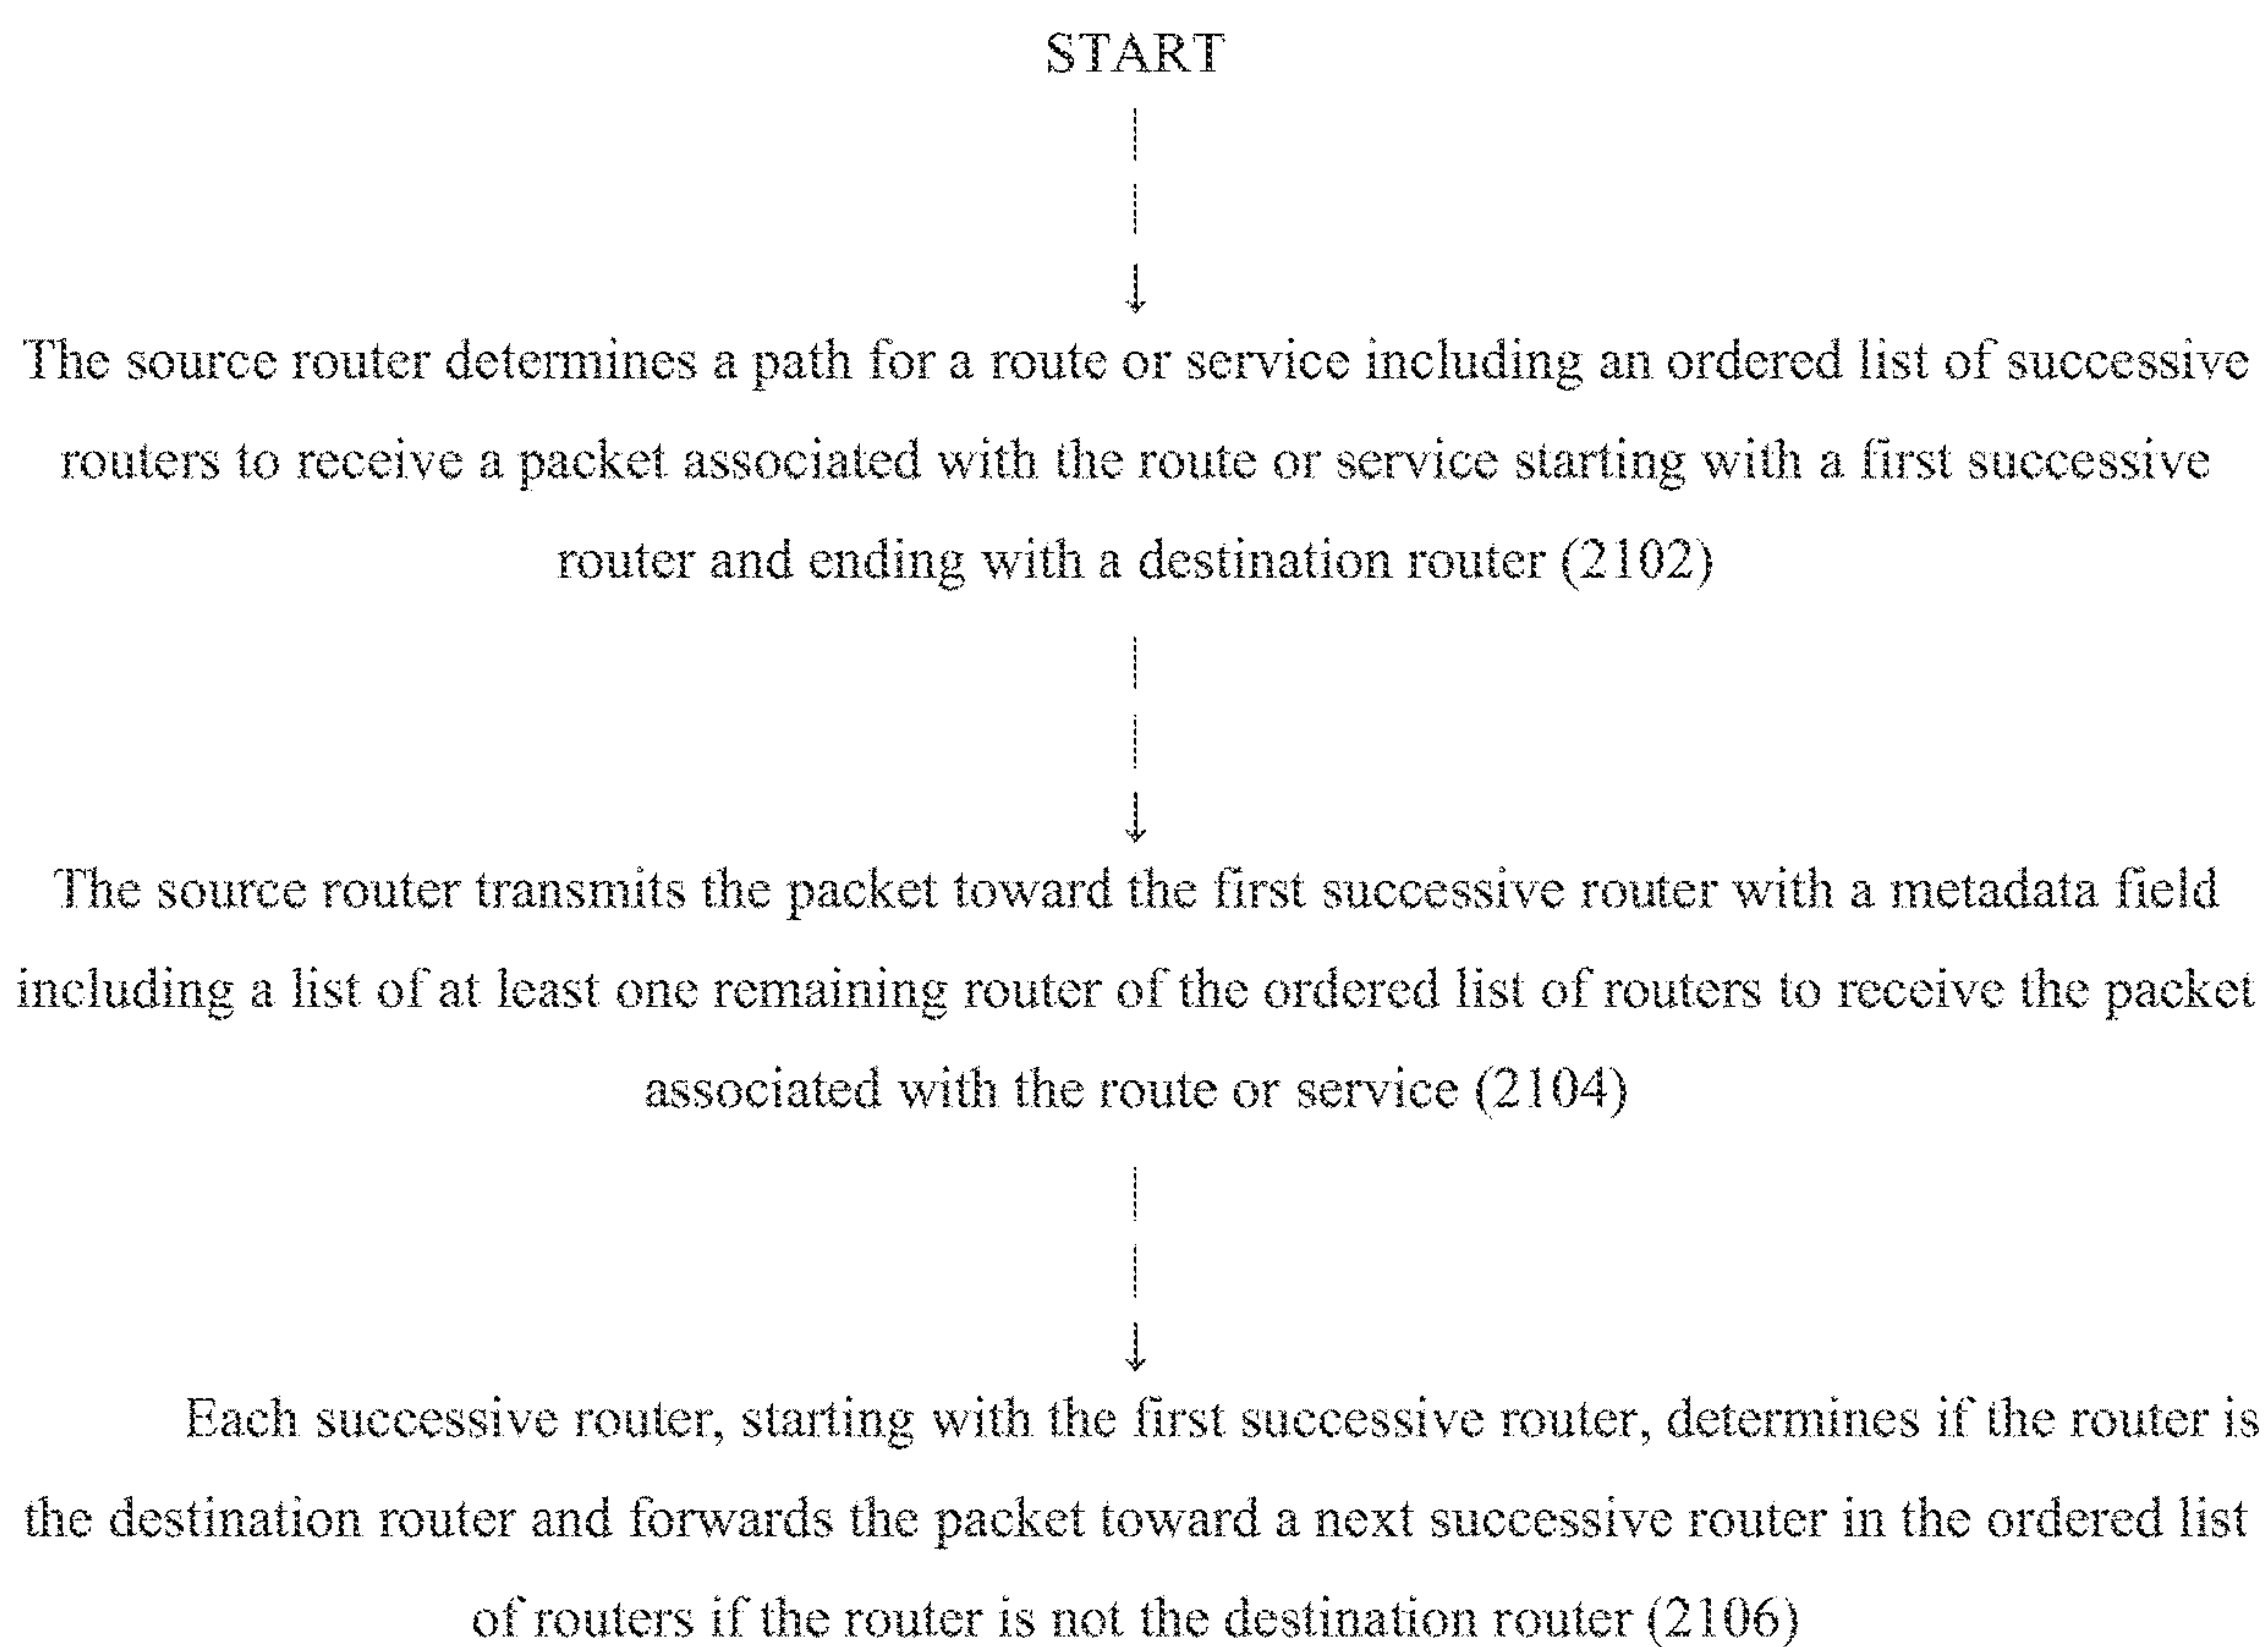 START
The source router determines a path for a route or service including an ordered list of successive
routers to receive a packet associated with the route or service starting with a first successive
router and ending with a destination router (2102)
The source router transmits the packet toward the first successive router with a metadata field
including a list of at least one remaining router of the ordered list of routers to receive the packet
associated with the route or service (2104)
Each successive router, starting with the first successive router, determines if the router is
the destination router and forwards the packet toward a next successive router in the ordered list
of routers if the router is not the destination router (2106)